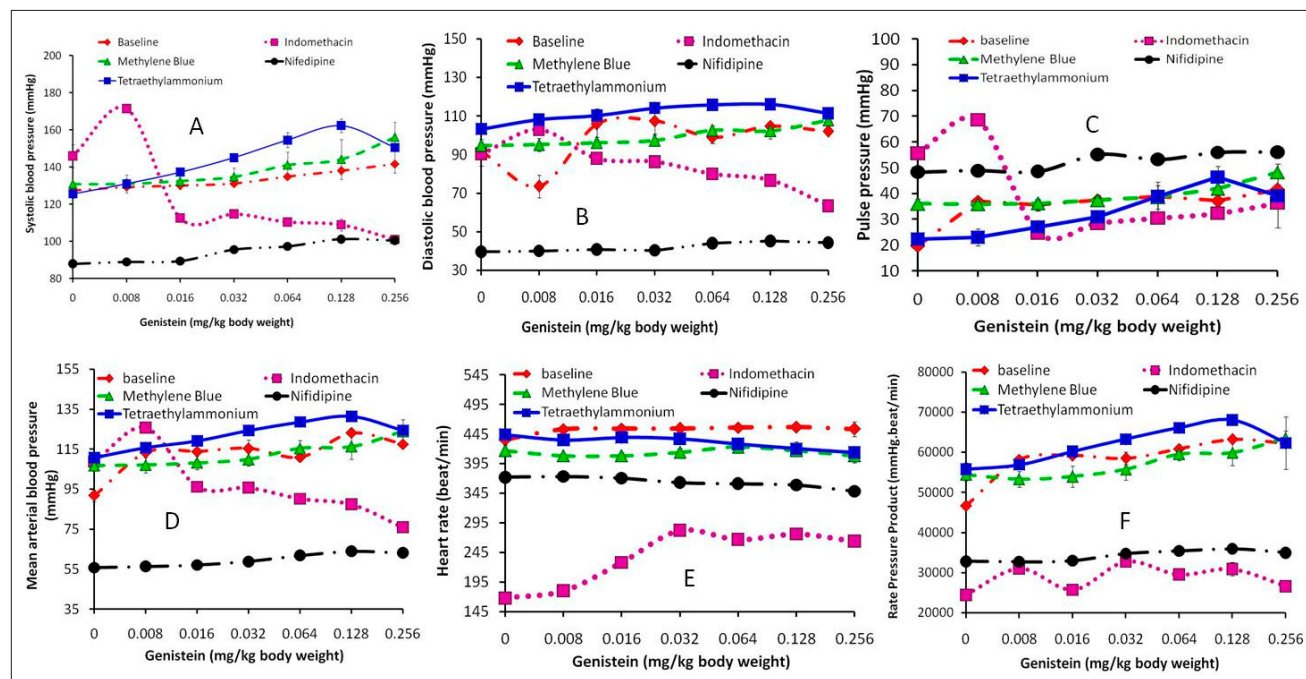 Baseline
Indomethacin
Methylene Blue
Nifedipine
Tetraethylammonium
A
Systolic blood pressure (mmHg)
200
180
160
140
120
100
80
0 0.008 0.016 0.032 0.064 0.128 0.256
Genistein (mg/kg body weight)
Baseline
Indomethacin
Methylene Blue
Nifidipine
Tetraethylammonium
B
Diastolic blood pressure (mmHg)
150
130
110
90
70
50
30
0 0.008 0.016 0.032 0.064 0.128 0.256
Genistein (mg/kg body weight)
baseline
Indomethacin
Methylene Blue
Nifidipine
Tetraethylammonium
C
Pulse pressure (mmHg)
100
90
80
70
60
50
40
30
20
10
0 0.008 0.016 0.032 0.064 0.128 0.256
Genistein (mg/kg body weight)
baseline
Indomethacin
Methylene Blue
Nifidipine
Tetraethylammonium
D
Mean arterial blood pressure
(mmHg)
155
135
115
95
75
55
35
0 0.008 0.016 0.032 0.064 0.128 0.256
Genistein (mg/kg body weight)
baseline
Indomethacin
Methylene Blue
Nifidipine
Tetraethylammonium
E
Heart rate (beat/min)
545
495
445
395
345
295
245
195
145
0 0.008 0.016 0.032 0.064 0.128 0.256
Genistein (mg/kg body weight)
baseline
Indomethacin
Methylene Blue
Nifidipine
Tetraethylammonium
F
Rate Pressure Product (mmHg.beat/min)
80000
70000
60000
50000
40000
30000
20000
0 0.008 0.016 0.032 0.064 0.128 0.256
Genistein (mg/kg body weight)